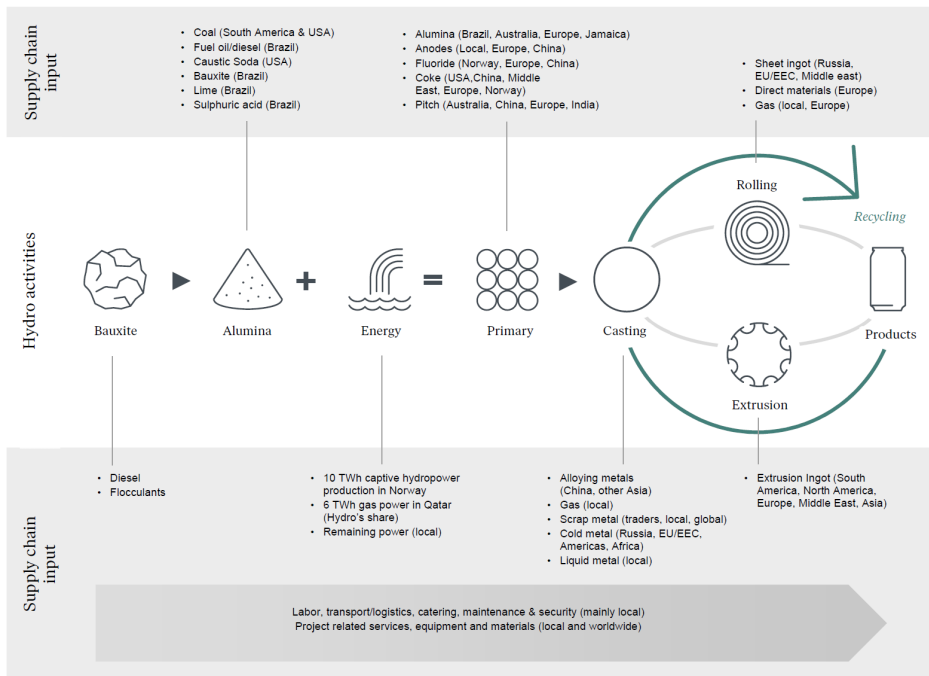 Supply chain
input
• Coal (South America & USA)
• Fuel oil/diesel (Brazil)
• Caustic Soda (USA)
• Bauxite (Brazil)
• Lime (Brazil)
• Sulphuric acid (Brazil)
• Alumina (Brazil, Australia, Europe, Jamaica)
• Anodes (Local, Europe, China)
• Fluoride (Norway, Europe, China)
• Coke (USA,China, Middle
East, Europe, Norway)
• Pitch (Australia, China, Europe, India)
• Sheet ingot (Russia,
EU/EEC, Middle east)
• Direct materials (Europe)
• Gas (local, Europe)
Hydro activities
Bauxite
Alumina
+
Energy
=
Primary
Casting
Rolling
Extrusion
Recycling
Products
Supply chain
input
• Diesel
• Flocculants
• 10 TWh captive hydropower
production in Norway
• 6 TWh gas power in Qatar
(Hydro's share)
• Remaining power (local)
• Alloying metals
(China, other Asia)
• Gas (local)
• Scrap metal (traders, local, global)
• Cold metal (Russia, EU/EEC,
Americas, Africa)
• Liquid metal (local)
• Extrusion Ingot (South
America, North America,
Europe, Middle East, Asia)
Labor, transport/logistics, catering, maintenance & security (mainly local)
Project related services, equipment and materials (local and worldwide)